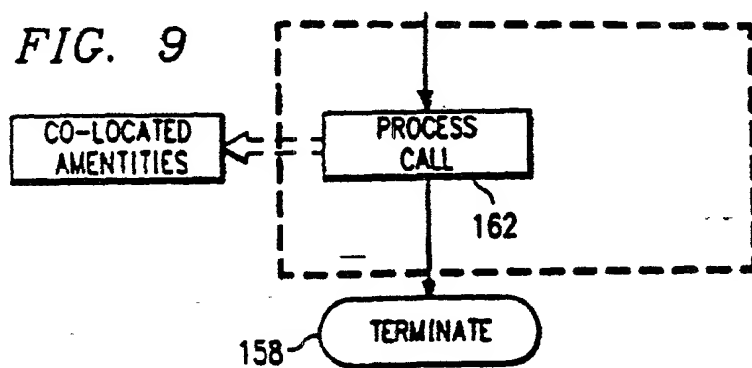 FIG. 9
CO-LOCATED
AMENTITIES
PROCESS
CALL
162
158
TERMINATE